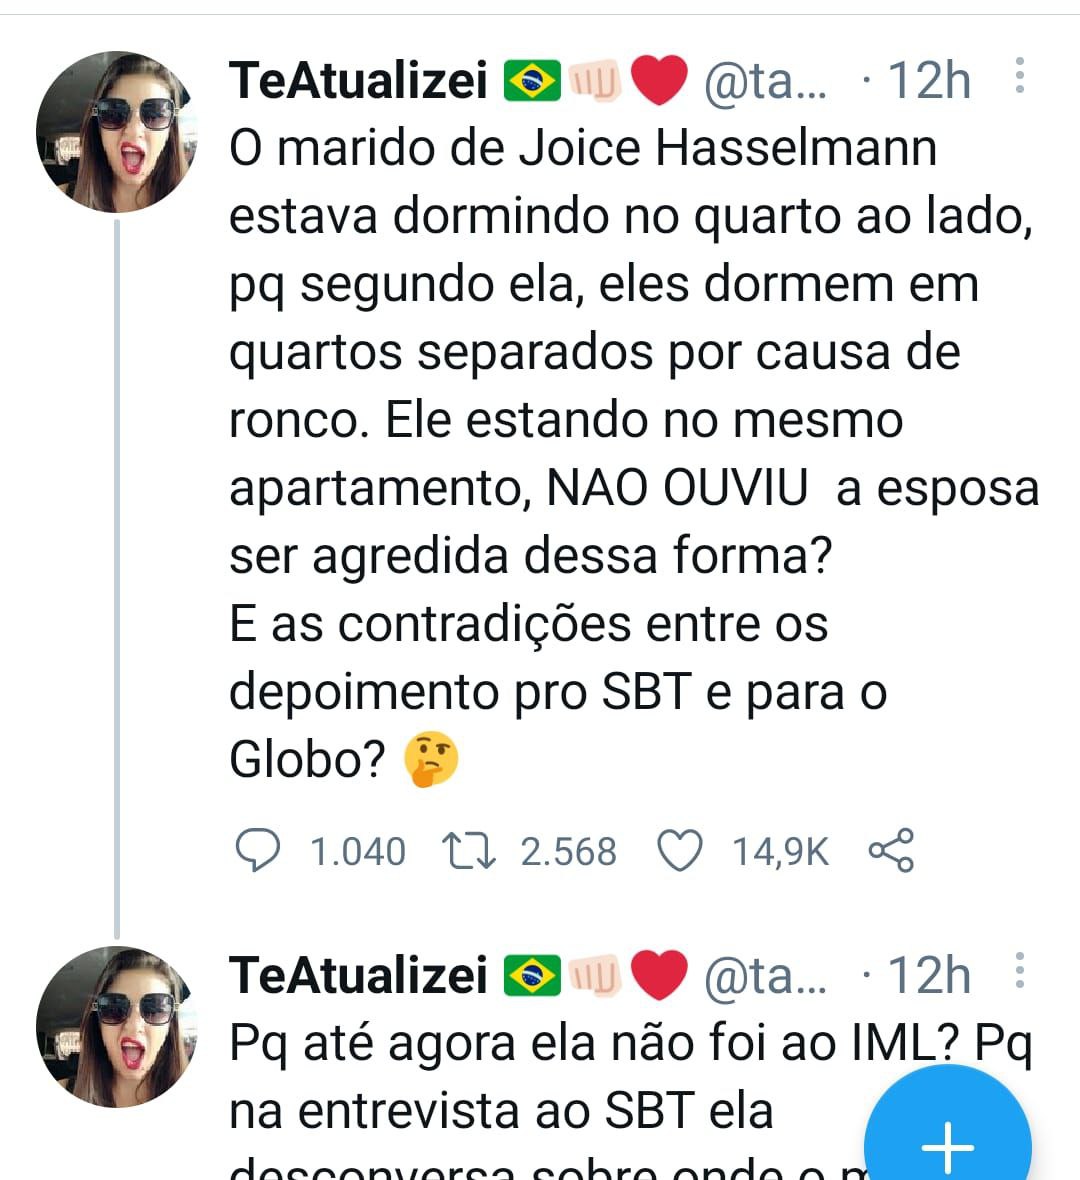 TeAtualizei 🇧🇷👊🏻❤️ @ta... · 12h
O marido de Joice Hasselmann
estava dormindo no quarto ao lado,
pq segundo ela, eles dormem em
quartos separados por causa de
ronco. Ele estando no mesmo
apartamento, NAO OUVIU  a esposa
ser agredida dessa forma?
E as contradições entre os
depoimento pro SBT e para o
Globo? 🤔
1.040 2.568 14,9K
TeAtualizei 🇧🇷👊🏻❤️ @ta... · 12h
Pq até agora ela não foi ao IML? Pq
na entrevista ao SBT ela
desconversa sobre onde o